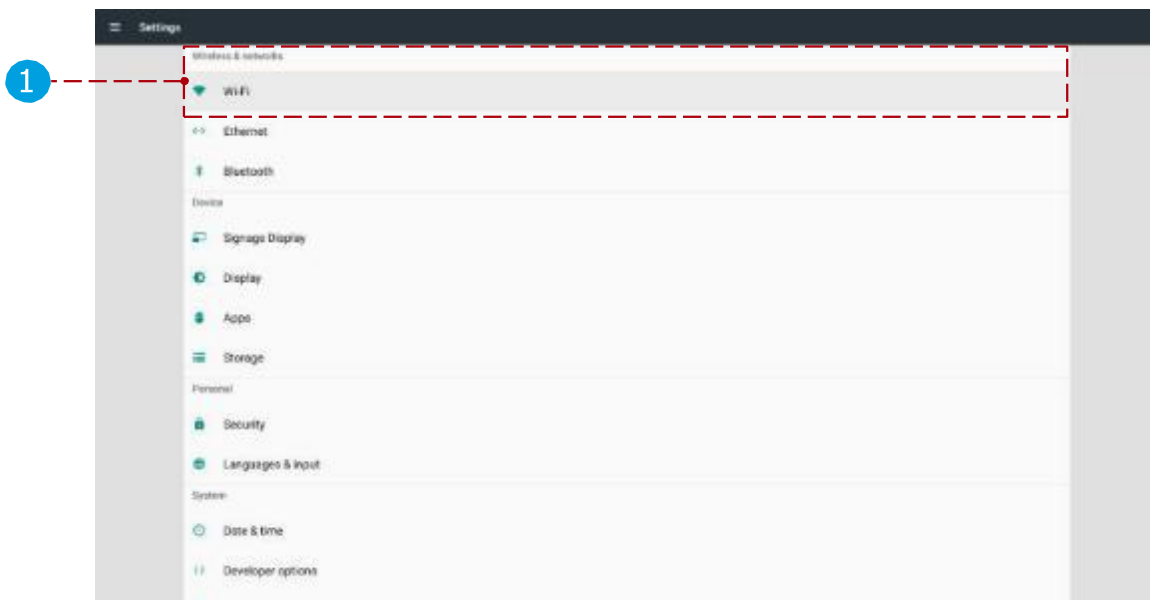 Settings
Wireless & networks
1
Wi-Fi
Ethernet
Bluetooth
Device
Signage Display
Display
Apps
Storage
Personal
Security
Languages & input
System
Date & time
Developer options